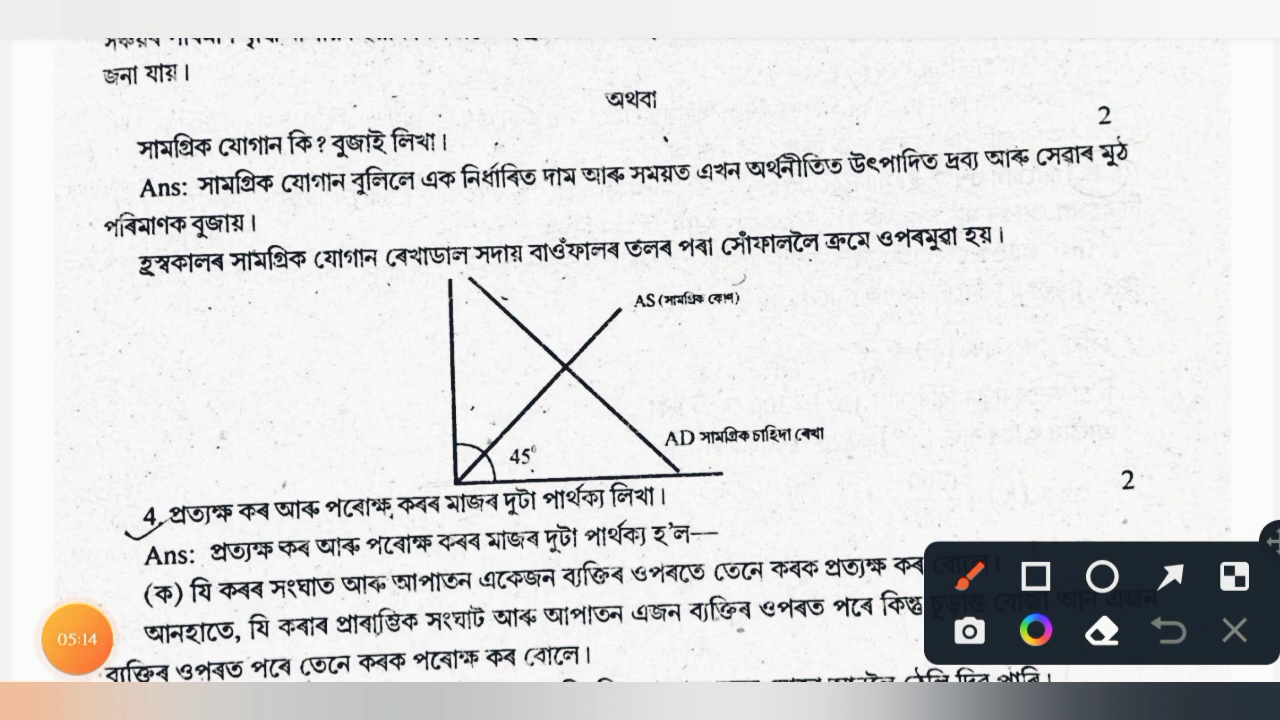 জনা যায়।
অথবা
2
সামগ্রিক যোগান কি? বুজাই লিখা।
Ans: সামগ্রিক যোগান বুলিলে এক নিৰ্ধাৰিত দাম আৰু সময়ত এখন অৰ্থনীতিত উৎপাদিত দ্ৰব্য আৰু সেৱাৰ মুঠ
পৰিমাণক বুজায়।
হ্ৰস্বকালৰ সামগ্ৰিক যোগান ৰেখাডাল সদায় বাওঁফালৰ তলৰ পৰা সোঁফাললৈ ক্ৰমে ওপৰমুৱা হয়।
AS (সামগ্ৰিক
AD সামগ্ৰিক চাহিদা ৰেখা
45°
2
4. প্ৰত্যক্ষ কৰ আৰু পৰোক্ষ কৰৰ মাজৰ দুটা পাৰ্থক্য লিখা।
Ans: প্ৰত্যক্ষ কৰ আৰু পৰোক্ষ কৰৰ মাজৰ দুটা পাৰ্থক্য হ'ল—
(ক) যি কৰৰ সংঘাত আৰু আপাতন একেজন ব্যক্তিৰ ওপৰতে তেনে কৰক প্ৰত্যক্ষ কৰ বোলে।
আনহাতে, যি কৰাৰ প্ৰাৰাম্ভিক সংঘাট আৰু আপাতন এজন ব্যক্তিৰ ওপৰত পৰে কিন্তু চূড়ান্ত বোজা আন এজন
ব্যক্তিৰ ওপৰত পৰে তেনে কৰক পৰোক্ষ কৰ বোলে।
05:14